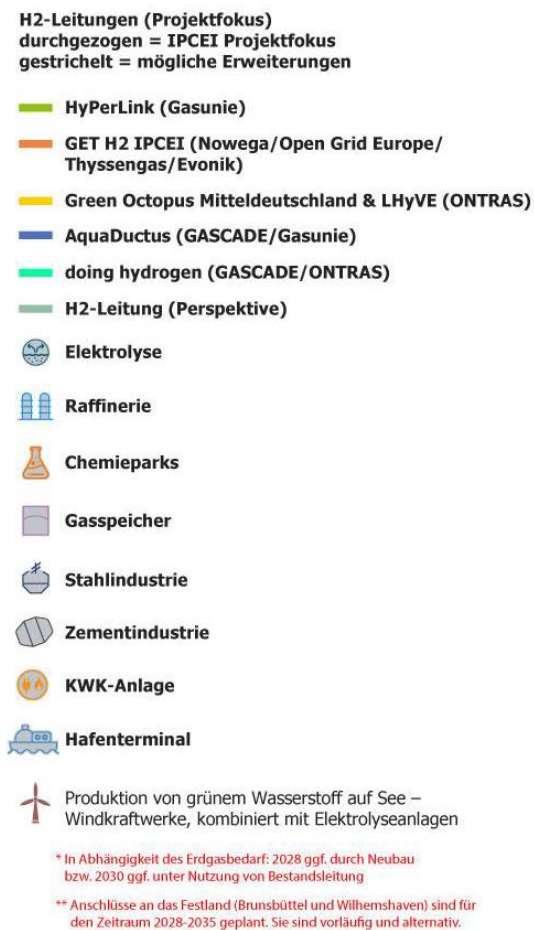 H2-Leitungen (Projektfokus)
durchgezogen = IPCEI Projektfokus
gestrichelt = mögliche Erweiterungen
HyPerLink (Gasunie)
GET H2 IPCEI (Nowega/Open Grid Europe/
Thyssengas/Evonik)
Green Octopus Mitteldeutschland & LHyVE (ONTRAS)
AquaDuctus (GASCADE/Gasunie)
doing hydrogen (GASCADE/ONTRAS)
H2-Leitung (Perspektive)
Elektrolyse
Raffinerie
Chemieparks
Gasspeicher
Stahlindustrie
Zementindustrie
KWK-Anlage
Hafenterminal
Produktion von grünem Wasserstoff auf See –
Windkraftwerke, kombiniert mit Elektrolyseanlagen
* In Abhängigkeit des Erdgasbedarf: 2028 ggf. durch Neubau
bzw. 2030 ggf. unter Nutzung von Bestandsleitung
** Anschlüsse an das Festland (Brunsbüttel und Wilhemshaven) sind für
den Zeitraum 2028-2035 geplant. Sie sind vorläufig und alternativ.